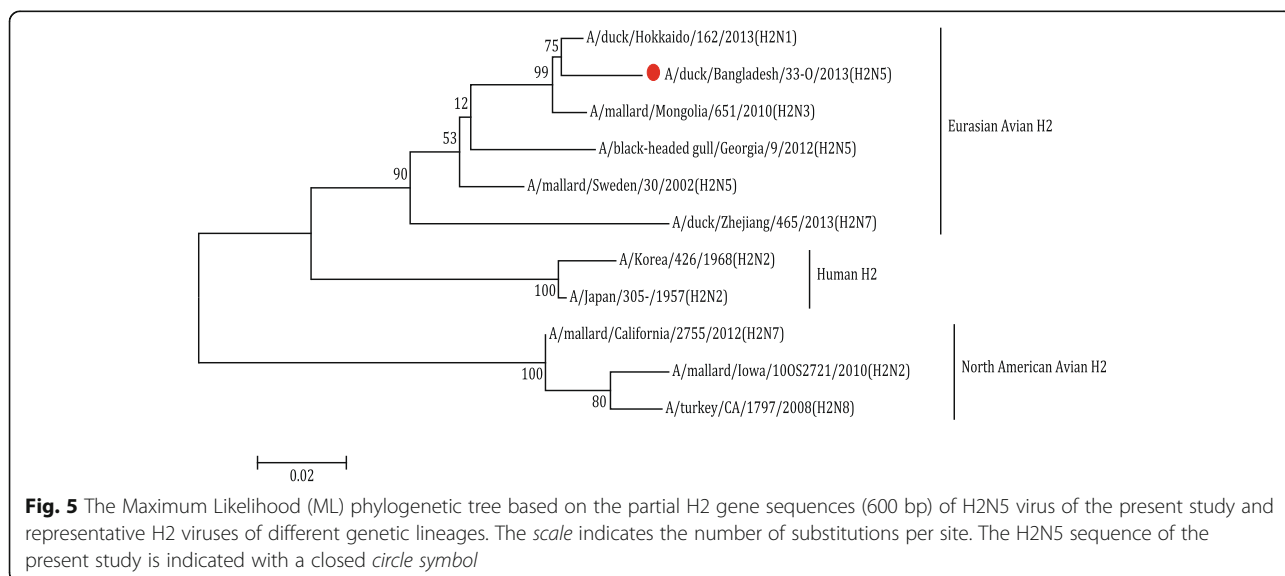 75
A/duck/Hokkaido/162/2013(H2N1)
A/duck/Bangladesh/33-O/2013(H2N5)
99
A/mallard/Mongolia/651/2010(H2N3)
12
Eurasian Avian H2
53
A/black-headed gull/Georgia/9/2012(H2N5)
90
A/mallard/Sweden/30/2002(H2N5)
A/duck/Zhejiang/465/2013(H2N7)
A/Korea/426/1968(H2N2)
Human H2
100
A/Japan/305-/1957(H2N2)
A/mallard/California/2755/2012(H2N7)
100
A/mallard/Iowa/10OS2721/2010(H2N2)
North American Avian H2
80
A/turkey/CA/1797/2008(H2N8)
0.02
Fig. 5 The Maximum Likelihood (ML) phylogenetic tree based on the partial H2 gene sequences (600 bp) of H2N5 virus of the present study and
representative H2 viruses of different genetic lineages. The scale indicates the number of substitutions per site. The H2N5 sequence of the
present study is indicated with a closed circle symbol